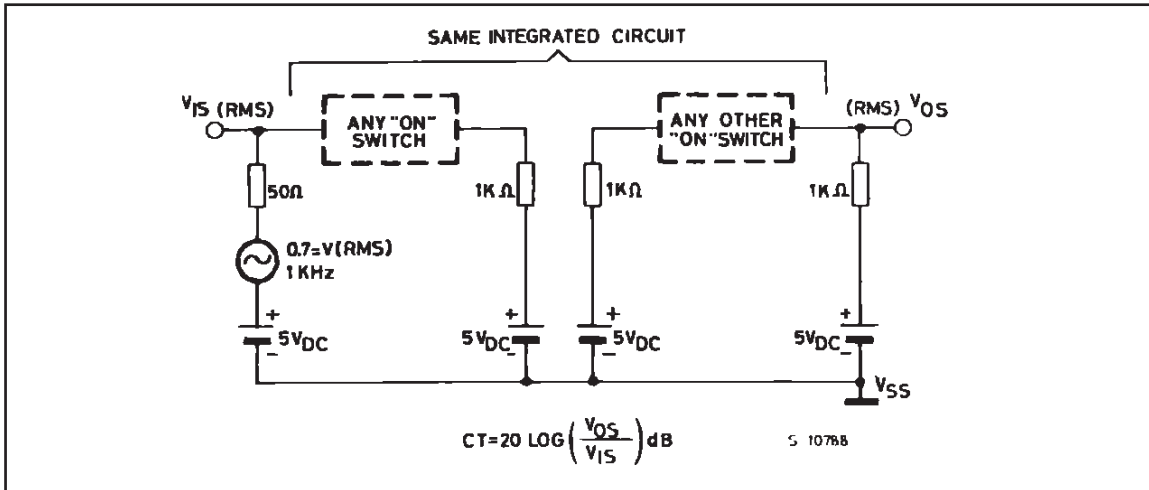 SAME INTEGRATED CIRCUIT
VIS (RMS)
ANY "ON"
SWITCH
ANY OTHER
"ON" SWITCH
(RMS) VOS
50Ω
1KΩ
1KΩ
1KΩ
0.7=V(RMS)
1KHz
+
5VDC
-
+
5VDC
-
+
5VDC
-
+
5VDC
-
VSS
CT=20 LOG(VOS/VIS)dB
S 10788